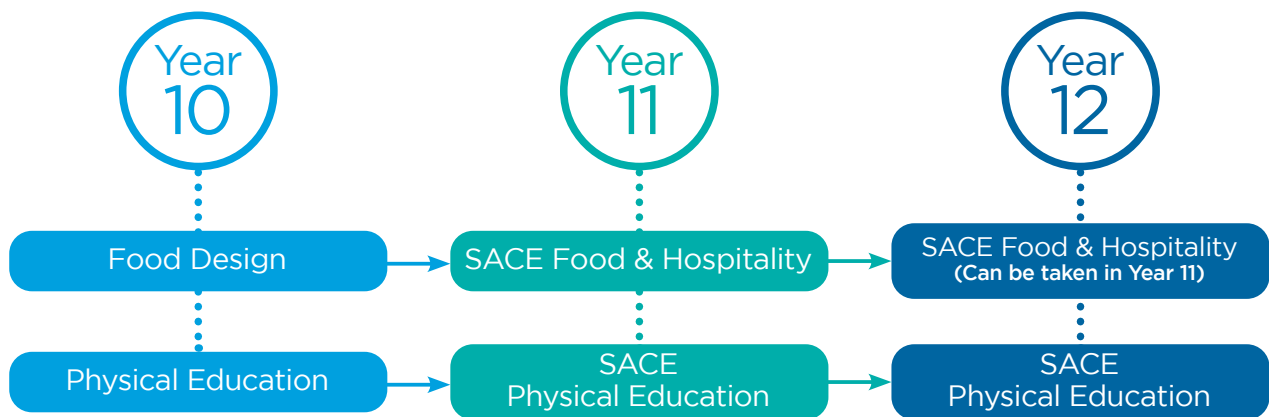 Year
10
Year
11
Year
12
Food Design
SACE Food & Hospitality
SACE Food & Hospitality
(Can be taken in Year 11)
Physical Education
SACE
Physical Education
SACE
Physical Education